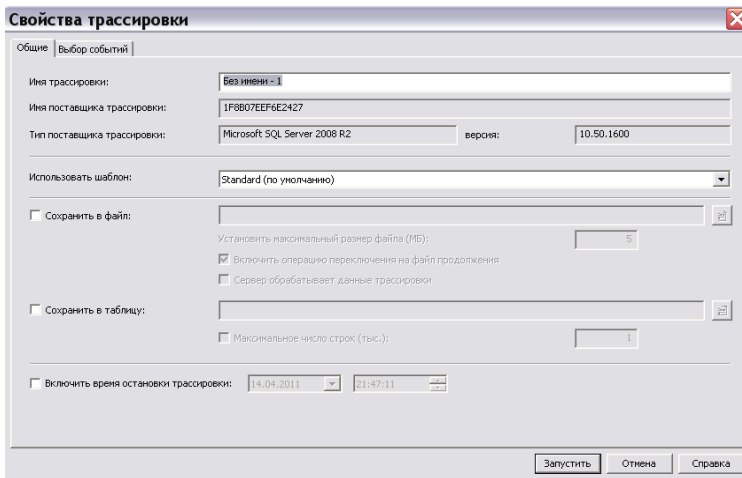 Свойства трассировки
Общие Выбор событий
Имя трассировки: Без имени - 1
Имя поставщика трассировки: 1F8B07EEF6E2427
Тип поставщика трассировки: Microsoft SQL Server 2008 R2 версия: 10.50.1600
Использовать шаблон: Standard (по умолчанию)
Сохранить в файл:
Установить максимальный размер файла (МБ): 5
Включить операцию переключения на файл продолжения
Сервер обрабатывает данные трассировки
Сохранить в таблицу:
Максимальное число строк (тыс.): 1
Включить время остановки трассировки: 14.04.2011 21:47:11
Запустить Отмена Справка